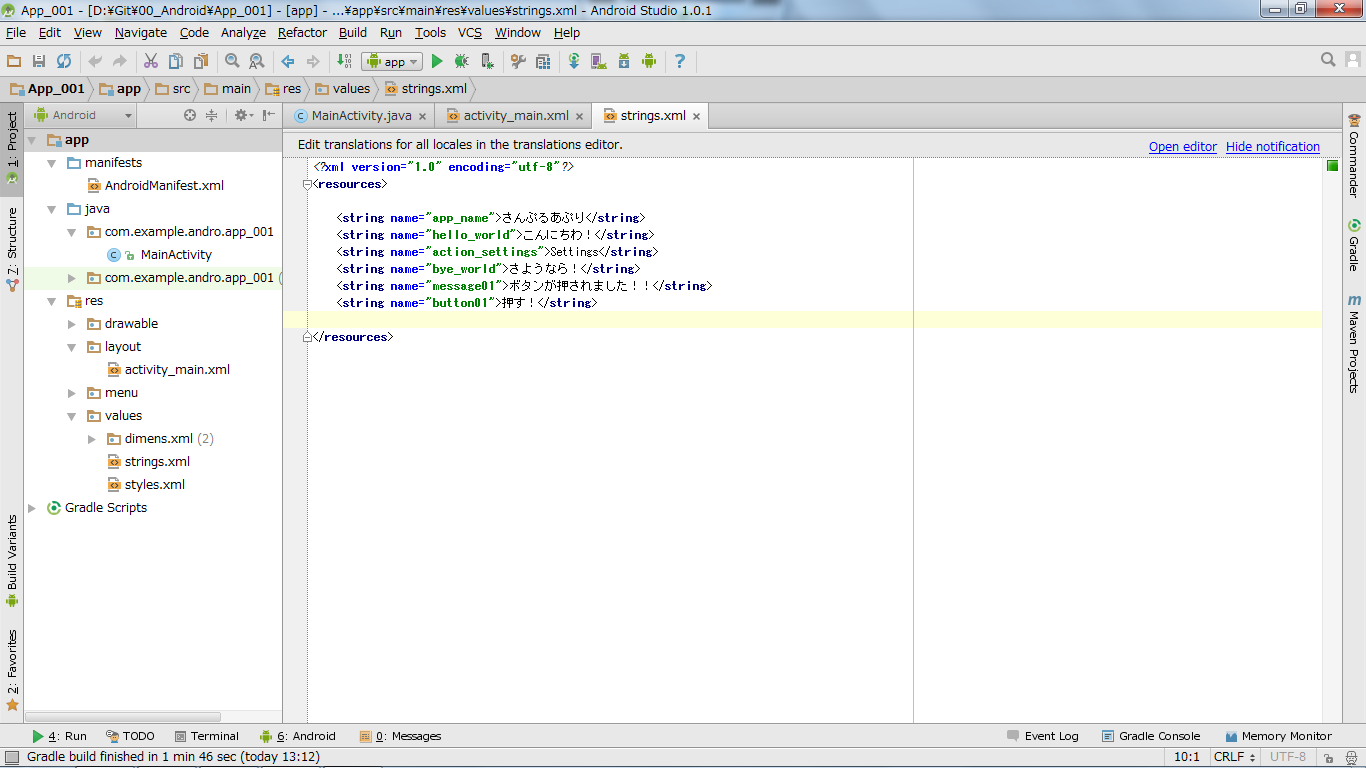 App_001 - [D:¥Git¥00_Android¥App_001] - [app] - ...¥app¥src¥main¥res¥values¥strings.xml - Android Studio 1.0.1
File Edit View Navigate Code Analyze Refactor Build Run Tools VCS Window Help
app
App_001 app src main res values strings.xml
1: Project
7: Structure
Build Variants
2: Favorites
Android
app
manifests
AndroidManifest.xml
java
com.example.andro.app_001
MainActivity
com.example.andro.app_001 (
res
drawable
layout
activity_main.xml
menu
values
dimens.xml (2)
strings.xml
styles.xml
Gradle Scripts
MainActivity.java activity_main.xml strings.xml
Edit translations for all locales in the translations editor. Open editor Hide notification
<?xml version="1.0" encoding="utf-8"?>
<resources>
<string name="app_name">さんぷるあぷり</string>
<string name="hello_world">こんにちわ！</string>
<string name="action_settings">Settings</string>
<string name="bye_world">さようなら！</string>
<string name="message01">ボタンが押されました！！</string>
<string name="button01">押す！</string>
</resources>
Commander
Gradle
Maven Projects
4: Run TODO Terminal 6: Android 0: Messages Event Log Gradle Console Memory Monitor
Gradle build finished in 1 min 46 sec (today 13:12) 10:1 CRLF UTF-8